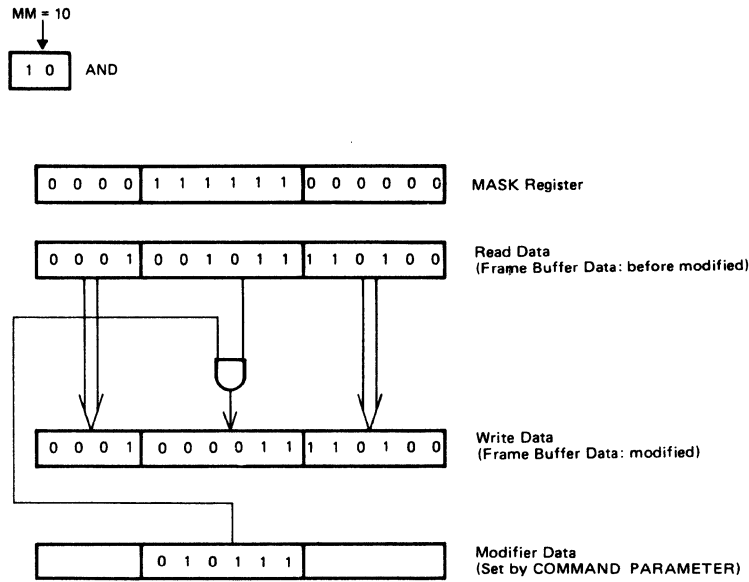 MM = 10
1 0 AND
0 0 0 0 1 1 1 1 1 1 0 0 0 0 0 0 MASK Register
0 0 0 1 0 0 1 0 1 1 1 1 0 1 0 0 Read Data
(Frame Buffer Data: before modified)
0 0 0 1 0 0 0 0 1 1 1 1 0 1 0 0 Write Data
(Frame Buffer Data: modified)
0 1 0 1 1 1 Modifier Data
(Set by COMMAND PARAMETER)